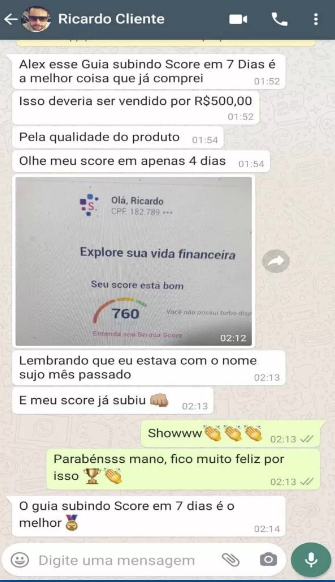 Ricardo Cliente
Alex esse Guia subindo Score em 7 Dias é
a melhor coisa que já comprei 01:52
Isso deveria ser vendido por R$500,00
01:52
Pela qualidade do produto 01:54
Olhe meu score em apenas 4 dias 01:54
S.
Olá, Ricardo
CPF 182.789 •••
Explore sua vida financeira
Seu score está bom
760
Você não possui turbo disp
Entenda seu Serasa Score
02:12
Lembrando que eu estava com o nome
sujo mês passado 02:13
E meu score já subiu 👊🏽 02:13
Showww👏👏👏 02:13
Parabénsss mano, fico muito feliz por
isso 🏆👏 02:13
O guia subindo Score em 7 dias é o
melhor🏅 02:14
Digite uma mensagem